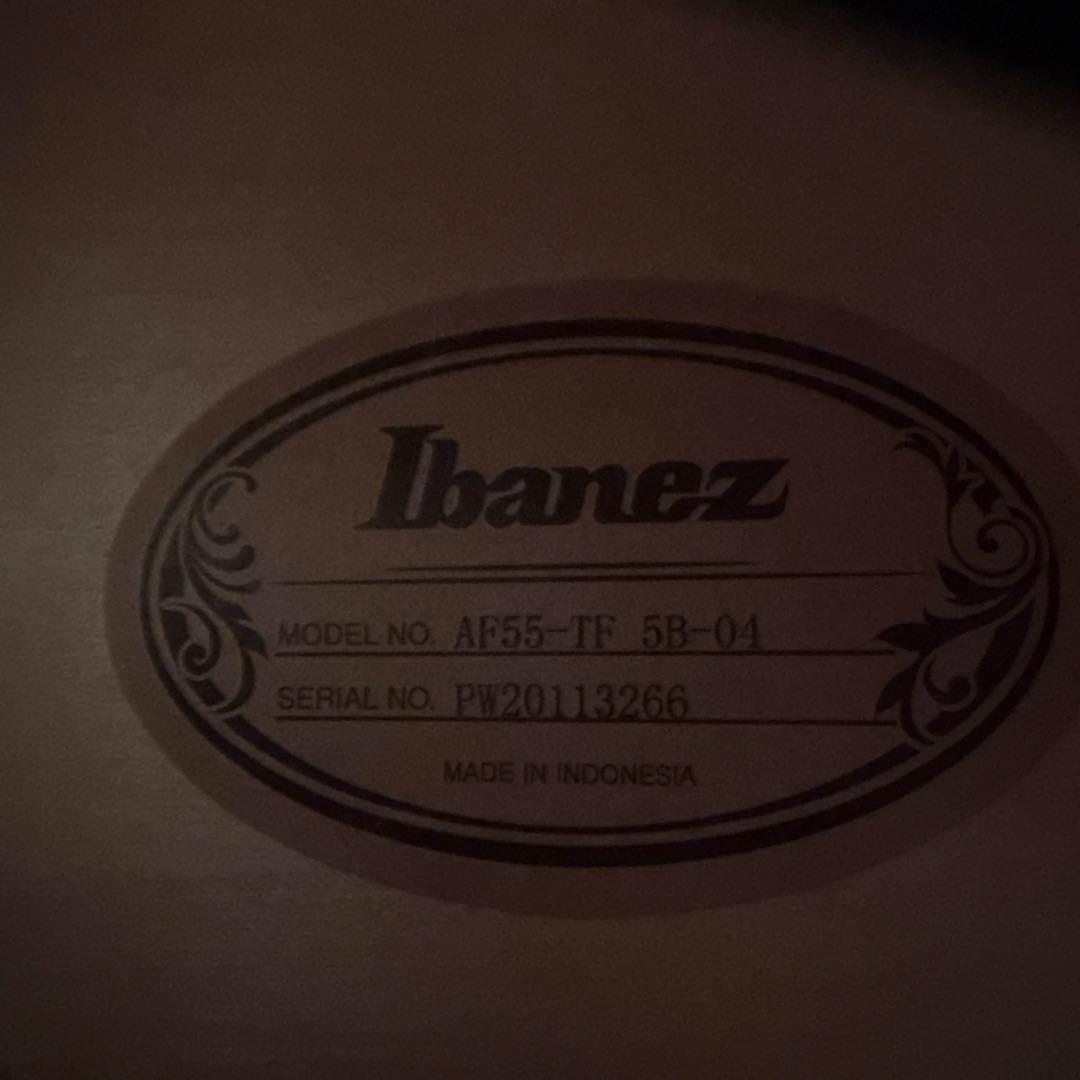 Ibanez
MODEL NO. AF55-TF 5B-04
SERIAL NO. PW20113266
MADE IN INDONESIA